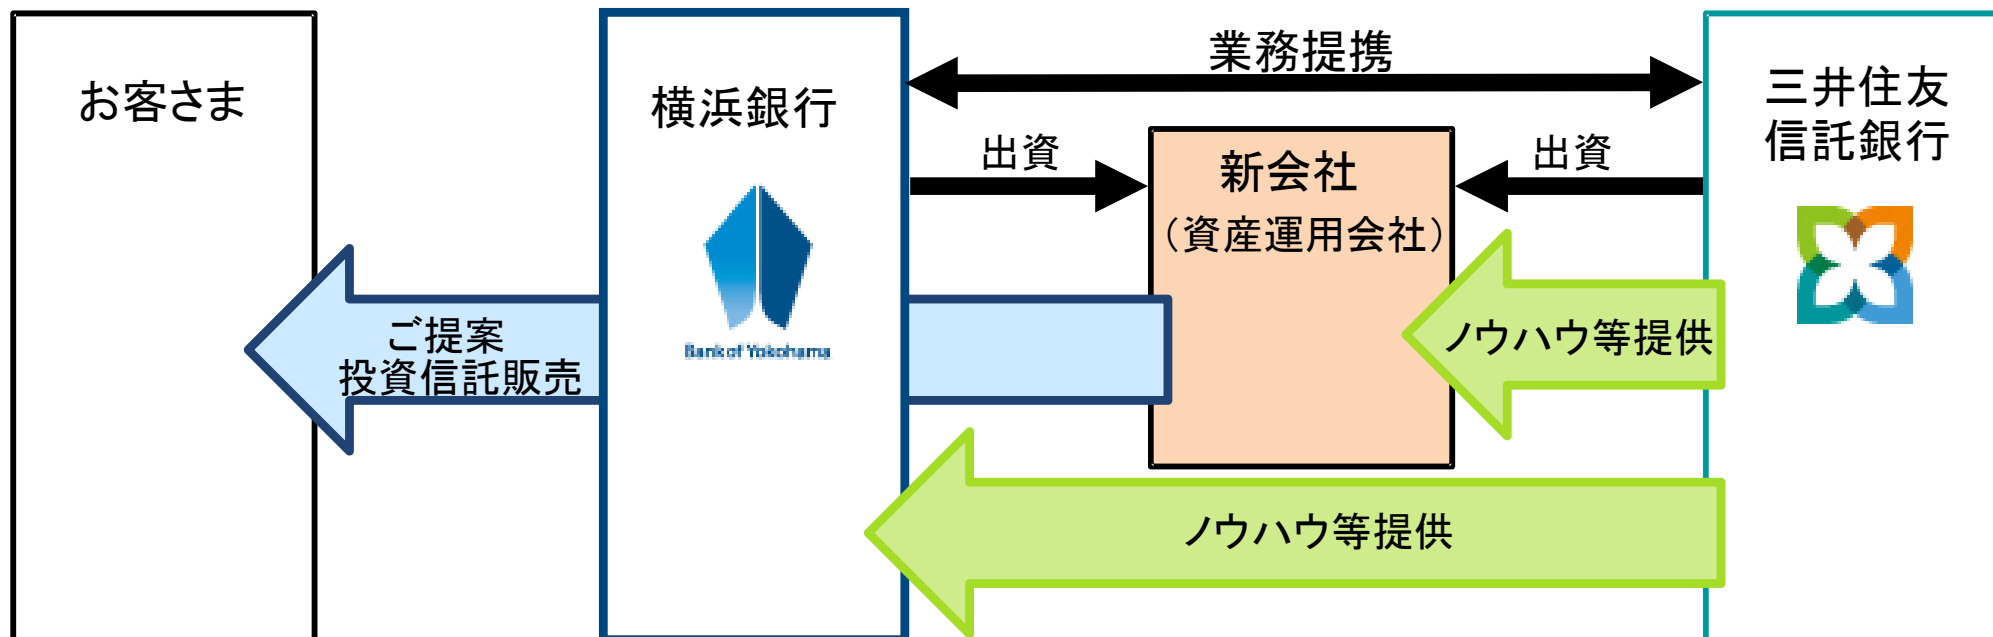 お客さま
横浜銀行
Bank of Yokohama
業務提携
出資
出資
新会社
（資産運用会社）
三井住友
信託銀行
ご提案
投資信託販売
ノウハウ等提供
ノウハウ等提供